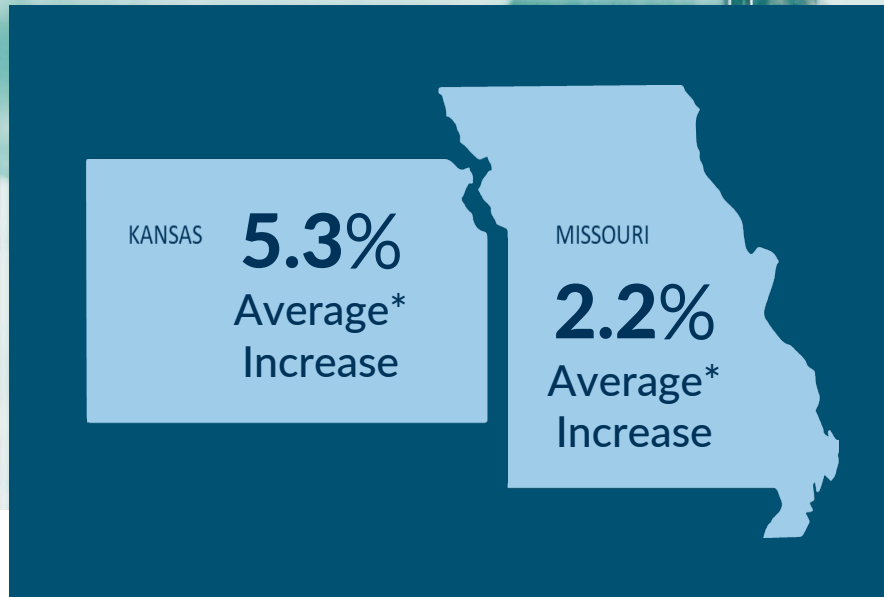 KANSAS
5.3%
Average*
Increase
MISSOURI
2.2%
Average*
Increase